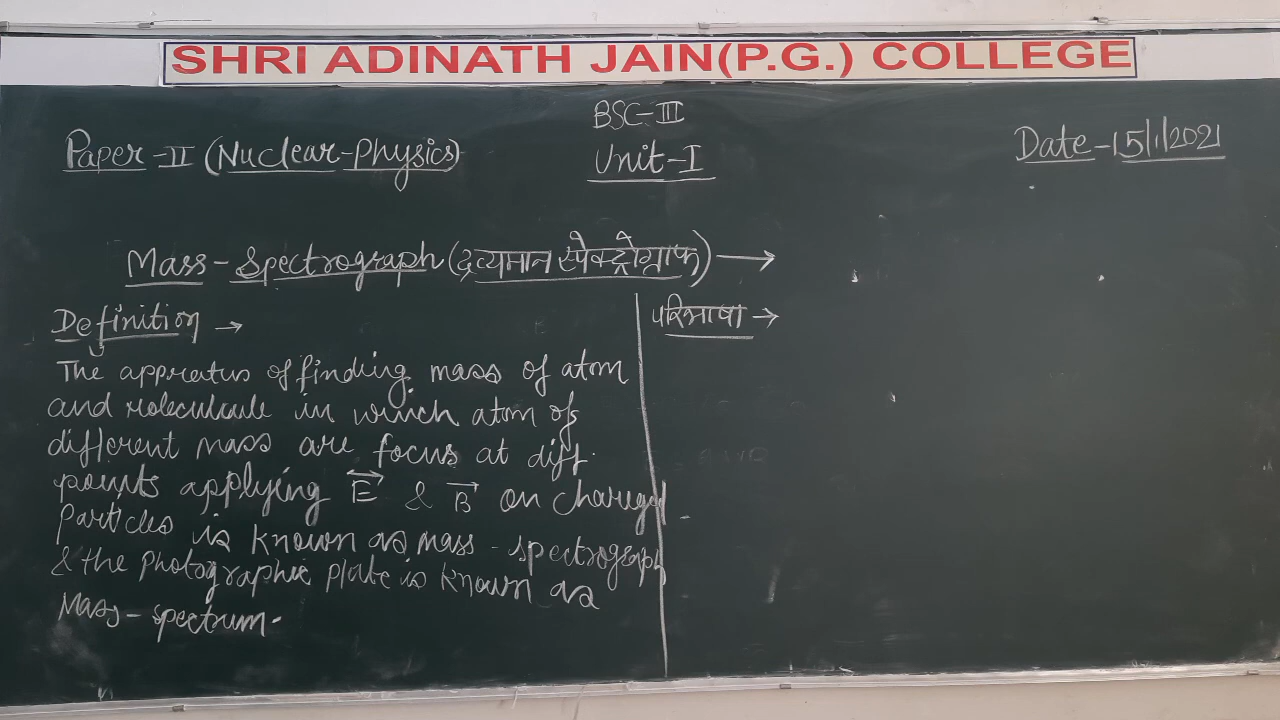 SHRI ADINATH JAIN(P.G.) COLLEGE
BSC-III
Paper-II (Nuclear-Physics)
Unit-I
Date-15/1/2021
Mass-Spectrograph (द्रव्यमान स्पेक्ट्रोग्राफ) →
Definition →
The appratus of finding mass of atom
and moleculaule in which atom of
different mass are focus at diff.
points applying E⃗ & B⃗ on charged
particles is known as mass-spectrograph
& the photographic plate is known as
Mass-spectrum.
परिभाषा →